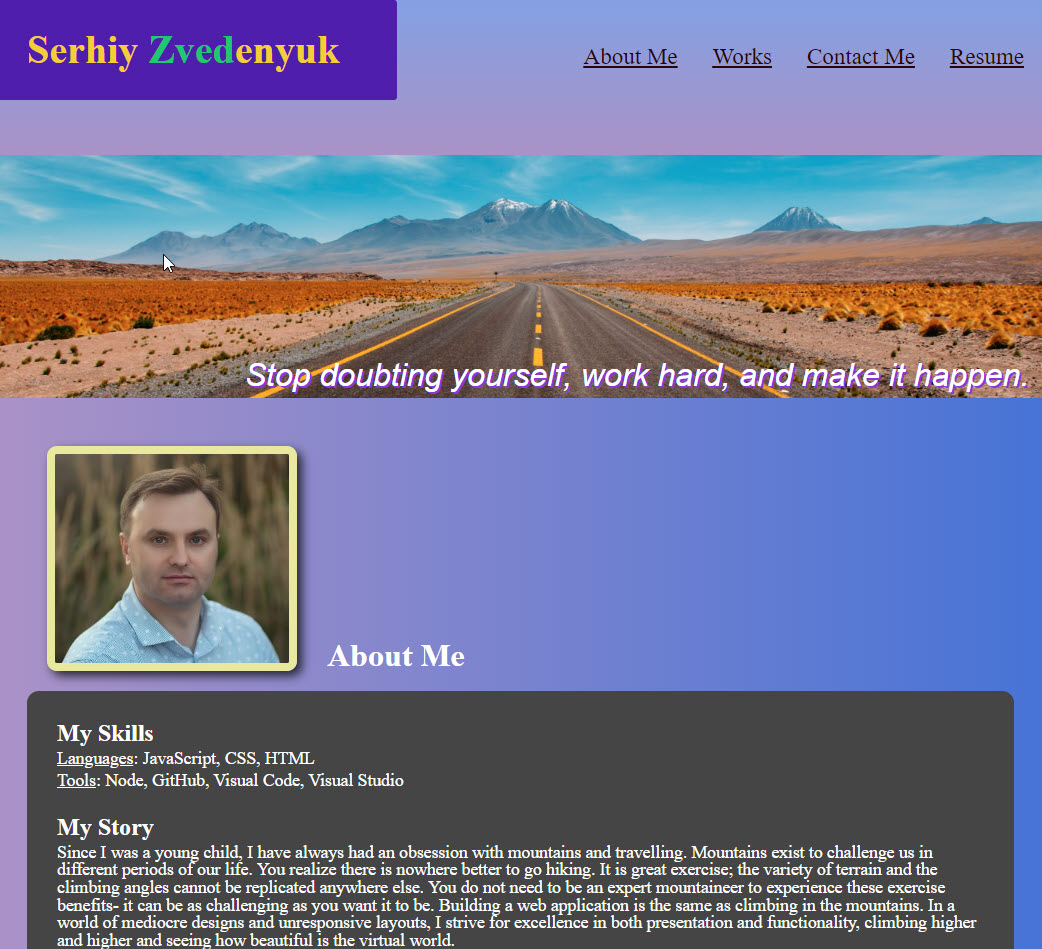 Serhiy Zvedenyuk
About Me Works Contact Me Resume
Stop doubting yourself, work hard, and make it happen.
About Me
My Skills
Languages: JavaScript, CSS, HTML
Tools: Node, GitHub, Visual Code, Visual Studio
My Story
Since I was a young child, I have always had an obsession with mountains and travelling. Mountains exist to challenge us in
different periods of our life. You realize there is nowhere better to go hiking. It is great exercise; the variety of terrain and the
climbing angles cannot be replicated anywhere else. You do not need to be an expert mountaineer to experience these exercise
benefits- it can be as challenging as you want it to be. Building a web application is the same as climbing in the mountains. In a
world of mediocre designs and unresponsive layouts, I strive for excellence in both presentation and functionality, climbing higher
and higher and seeing how beautiful is the virtual world.